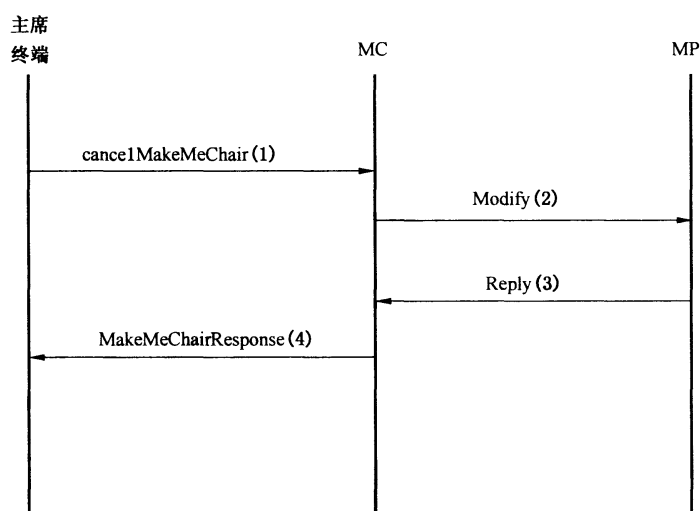 主席
终端
MC
MP
cance1MakeMeChair(1)
Modify(2)
Reply(3)
MakeMeChairResponse(4)